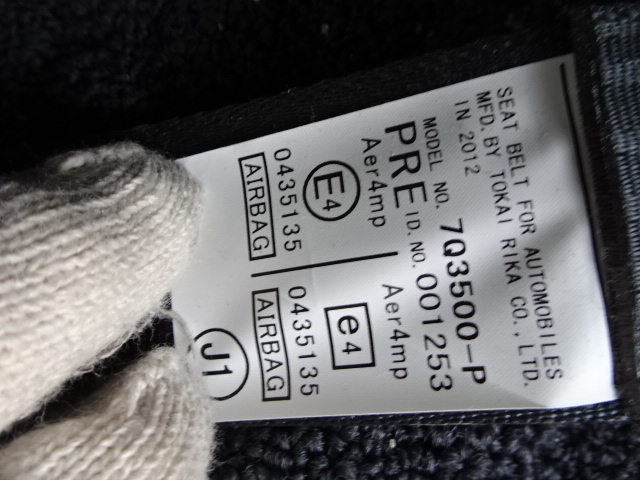 SEAT BELT FOR AUTOMOBILES
MFD. BY TOKAI RIKA CO., LTD.
IN 2012
MODEL NO. 7Q3500-P
PRE ID. NO. 001253
Aer4mp Aer4mp
E4 e4
0435135 0435135
AIRBAG AIRBAG
J1